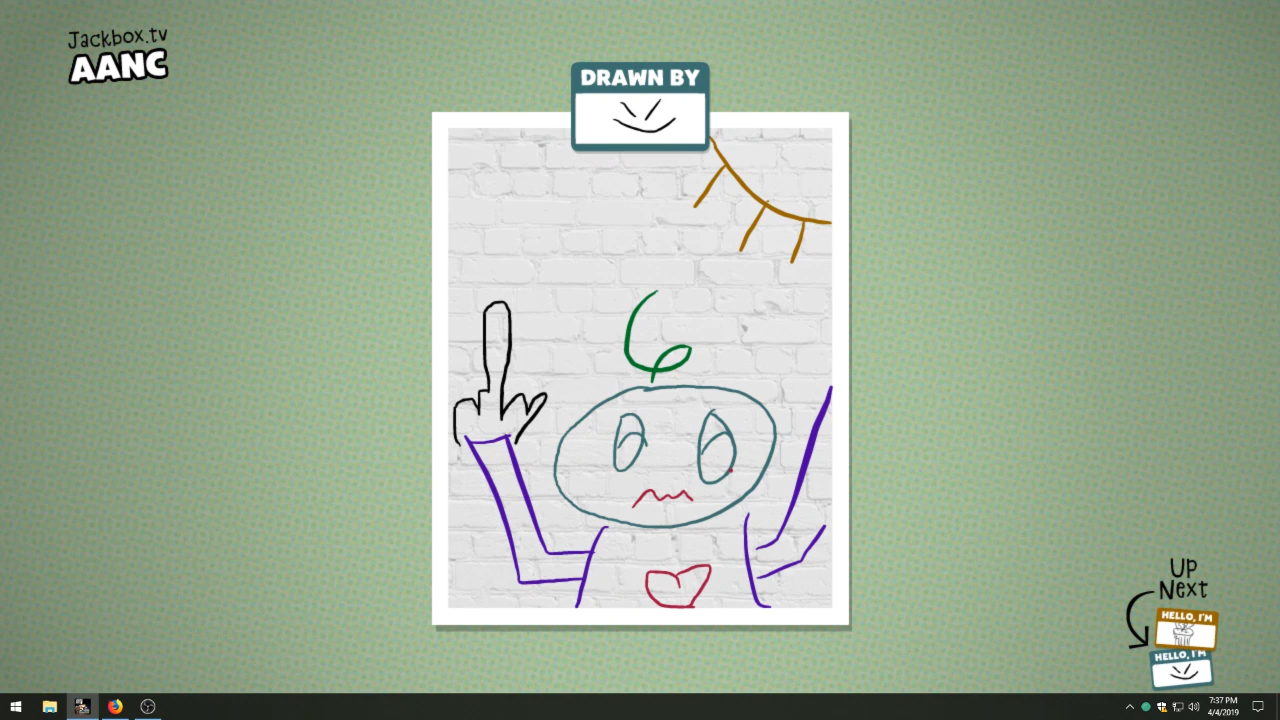 Jackbox.tv
AANC
DRAWN BY
UP
Next
HELLO, I'M
HELLO, I'M
7:37 PM
4/4/2019